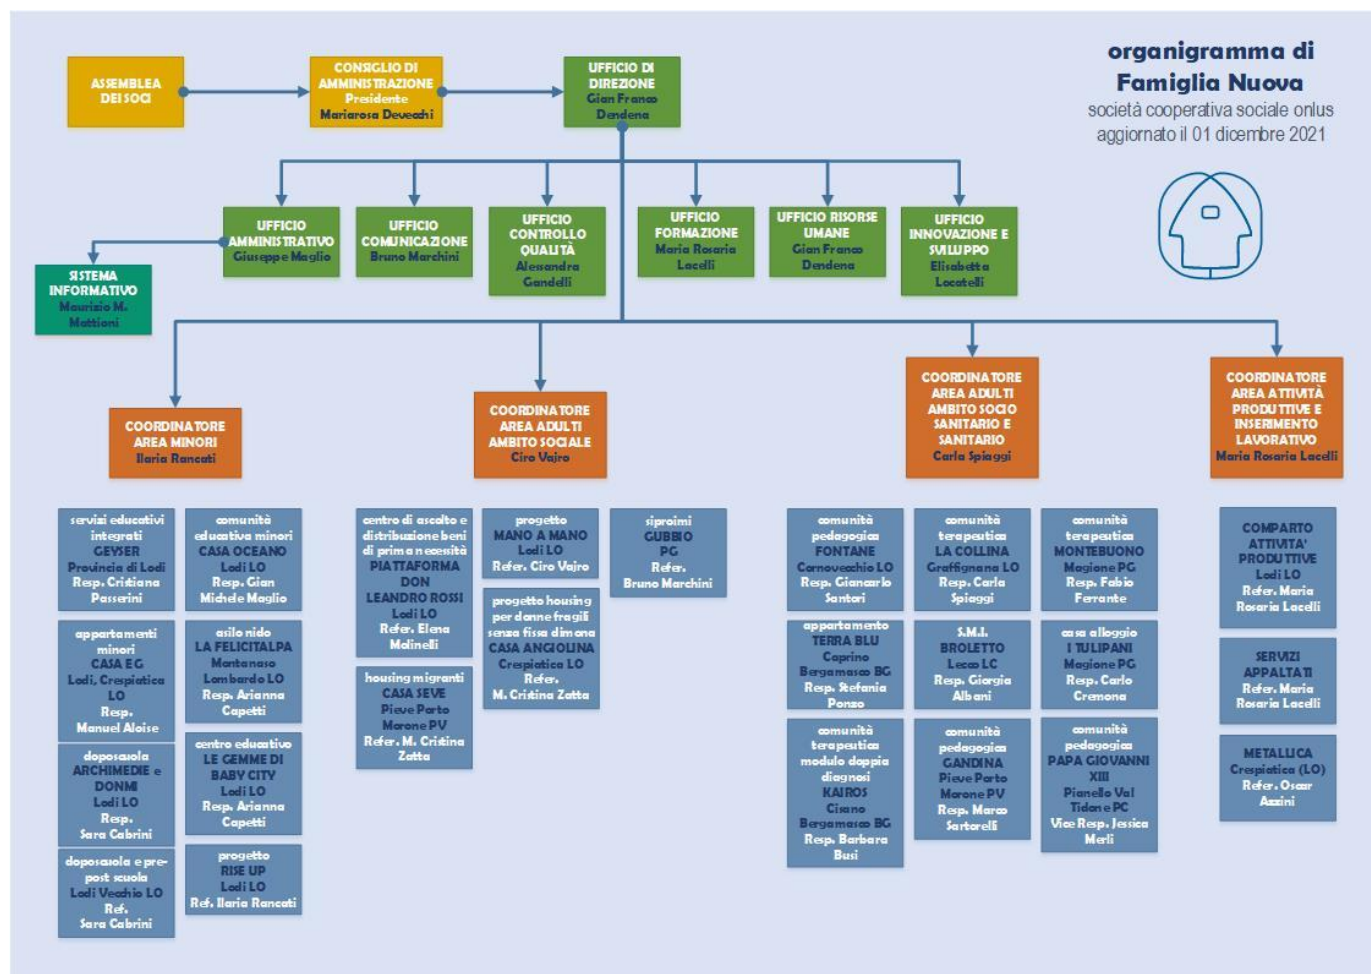 organigramma di
Famiglia Nuova
società cooperativa sociale onlus
aggiornato il 01 dicembre 2021
ASSEMBLEA
DEI SOCI
CONSIGLIO DI
AMMINISTRAZIONE
Presidente
Mariarosa Devecchi
UFFICIO DI
DIREZIONE
Gian Franco
Dendena
UFFICIO
AMMINISTRATIVO
Giuseppe Maglio
UFFICIO
COMUNICAZIONE
Bruno Marchini
UFFICIO
CONTROLLO
QUALITÀ
Alessandra
Gandelli
UFFICIO
FORMAZIONE
Maria Rosaria
Lacelli
UFFICIO RISORSE
UMANE
Gian Franco
Dendena
UFFICIO
INNOVAZIONE E
SVILUPPO
Elisabetta
Locatelli
SISTEMA
INFORMATIVO
Maurizio M.
Mattioni
COORDINATORE
AREA MINORI
Ilaria Rancati
COORDINATORE
AREA ADULTI
AMBITO SOCIALE
Ciro Vajro
COORDINATORE
AREA ADULTI
AMBITO SOCIO
SANITARIO E
SANITARIO
Carla Spiaggi
COORDINATORE
AREA ATTIVITÀ
PRODUTTIVE E
INSERIMENTO
LAVORATIVO
Maria Rosaria Lacelli
servizi educativi
integrati
GEYSER
Provincia di Lodi
Resp. Cristiana
Passerini
appartamenti
minori
CASA E G
Lodi, Crespiatica
LO
Resp.
Manuel Aloise
doposcuola
ARCHIMEDIE e
DONMI
Lodi LO
Resp.
Sara Cabrini
doposcuola e pre-
post scuola
Lodi Vecchio LO
Ref.
Sara Cabrini
comunità
educativa minori
CASA OCEANO
Lodi LO
Resp. Gian
Michele Maglio
asilo nido
LA FELICITALPA
Montanaso
Lombardo LO
Resp. Arianna
Capetti
centro educativo
LE GEMME DI
BABY CITY
Lodi LO
Resp. Arianna
Capetti
progetto
RISE UP
Lodi LO
Ref. Ilaria Rancati
centro di ascolto e
distribuzione beni
di prima necessità
PIATTAFORMA
DON
LEANDRO ROSSI
Lodi LO
Refer. Elena
Molinelli
housing migranti
CASA SEVE
Pieve Porto
Morone PV
Refer. M. Cristina
Zatta
progetto
MANO A MANO
Lodi LO
Refer. Ciro Vajro
progetto housing
per donne fragili
senza fissa dimona
CASA ANGIOLINA
Crespiatica LO
Refer.
M. Cristina Zatta
siproimi
GUBBIO
PG
Refer.
Bruno Marchini
comunità
pedagogica
FONTANE
Cornovecchio LO
Resp. Giancarlo
Santori
appartamento
TERRA BLU
Caprino
Bergamasco BG
Resp. Stefania
Ponzo
comunità
terapeutica
modulo doppia
diagnosi
KAIROS
Cisano
Bergamasco BG
Resp. Barbara
Busi
comunità
terapeutica
LA COLLINA
Graffignana LO
Resp. Carla
Spiaggi
S.M.I.
BROLETTO
Lecco LC
Resp. Giorgia
Albani
comunità
pedagogica
GANDINA
Pieve Porto
Morone PV
Resp. Marco
Sartorelli
comunità
terapeutica
MONTEBUONO
Magione PG
Resp. Fabio
Ferrante
casa alloggio
I TULIPANI
Magione PG
Resp. Carlo
Cremona
comunità
pedagogica
PAPA GIOVANNI
XIII
Pianello Val
Tidone PC
Vice Resp. Jessica
Merli
COMPARTO
ATTIVITA'
PRODUTTIVE
Lodi LO
Refer. Maria
Rosaria Lacelli
SERVIZI
APPALTATI
Refer. Maria
Rosaria Lacelli
METALLICA
Crespiatica (LO)
Refer. Oscar
Azzini